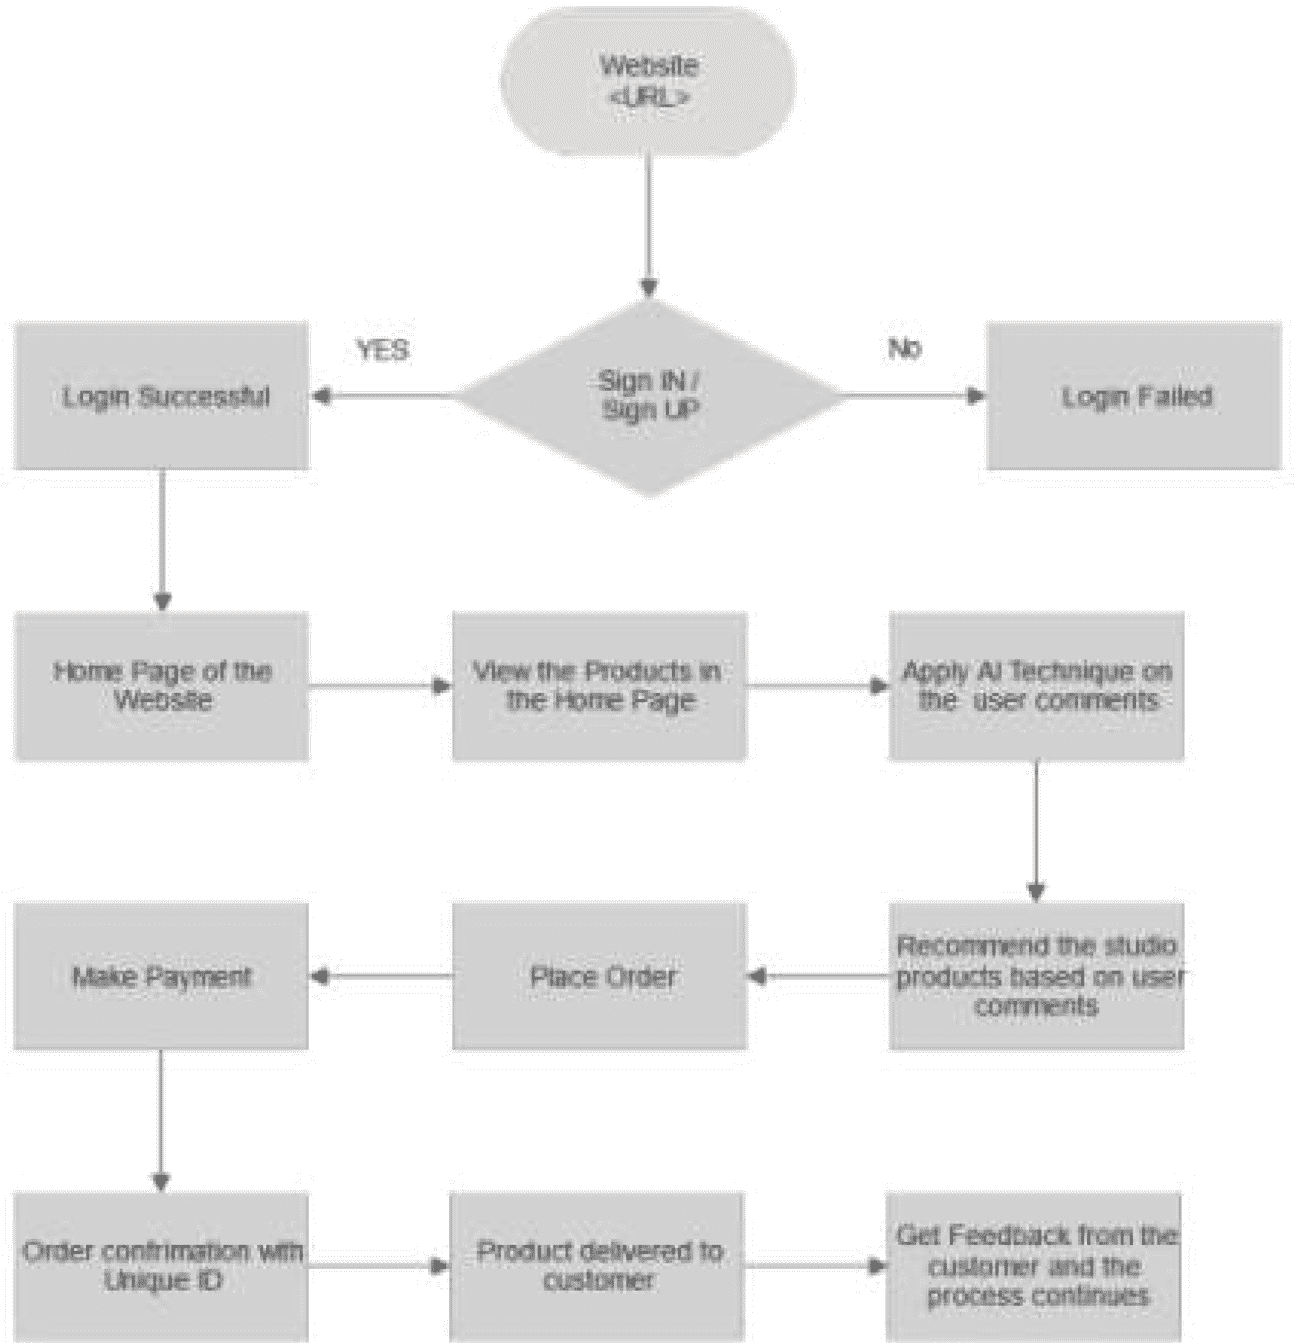 Website
<URL>
YES
No
Login Successful
Sign IN /
Sign UP
Login Failed
Home Page of the
Website
View the Products in
the Home Page
Apply AI Technique on
the user comments
Make Payment
Place Order
Recommend the studio
products based on user
comments
Order confrimation with
Unique ID
Product delivered to
customer
Get Feedback from the
customer and the
process continues